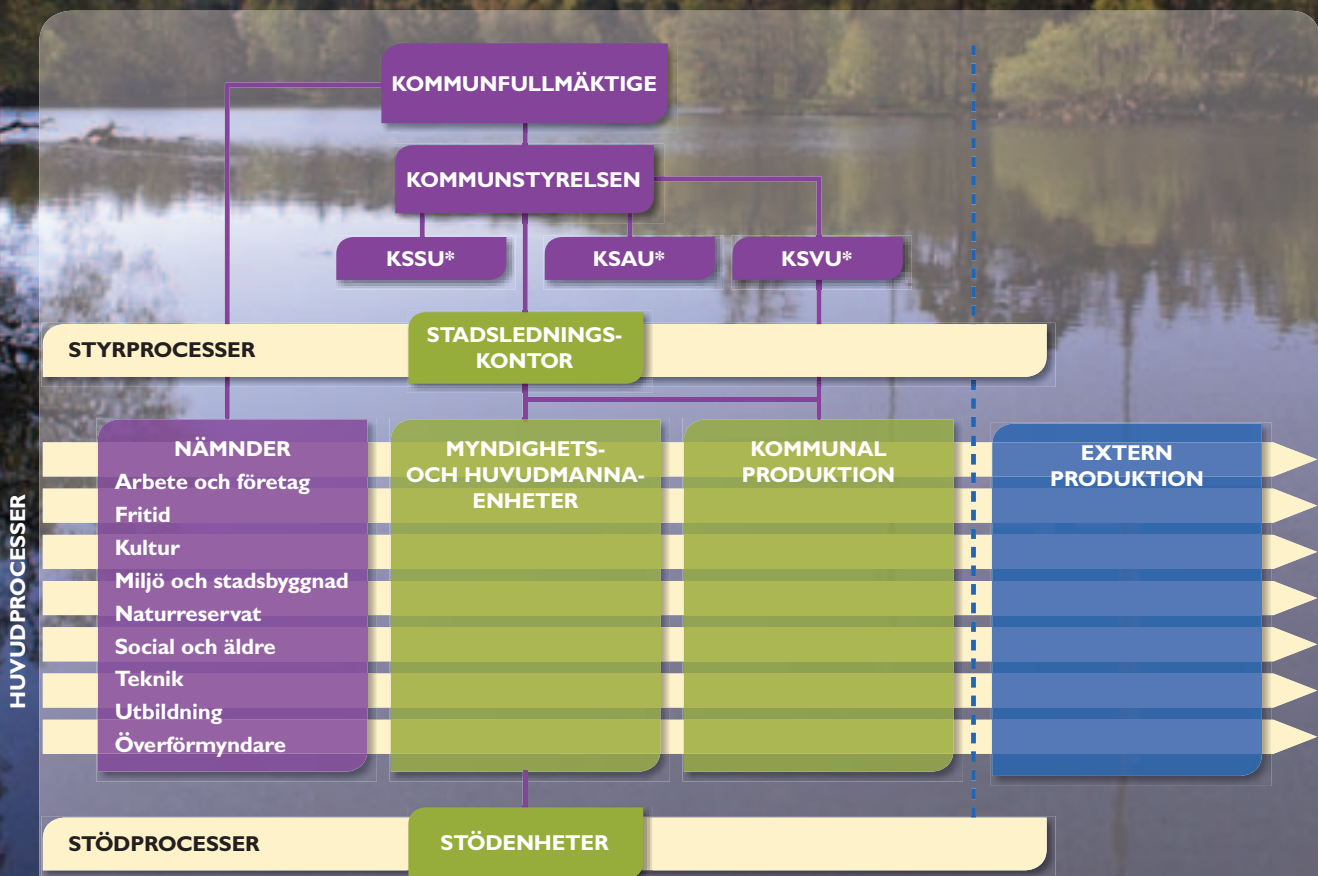 KOMMUNFULLMÄKTIGE
KOMMUNSTYRELSEN
KSSU*
KSAU*
KSVU*
STYRPROCESSER
STADSLEDNINGS-
KONTOR
HUVUDPROCESSER
NÄMNDER
Arbete och företag
Fritid
Kultur
Miljö och stadsbyggnad
Naturreservat
Social och äldre
Teknik
Utbildning
Överförmyndare
MYNDIGHETS-
OCH HUVUDMANNA-
ENHETER
KOMMUNAL
PRODUKTION
EXTERN
PRODUKTION
STÖDPROCESSER
STÖDENHETER